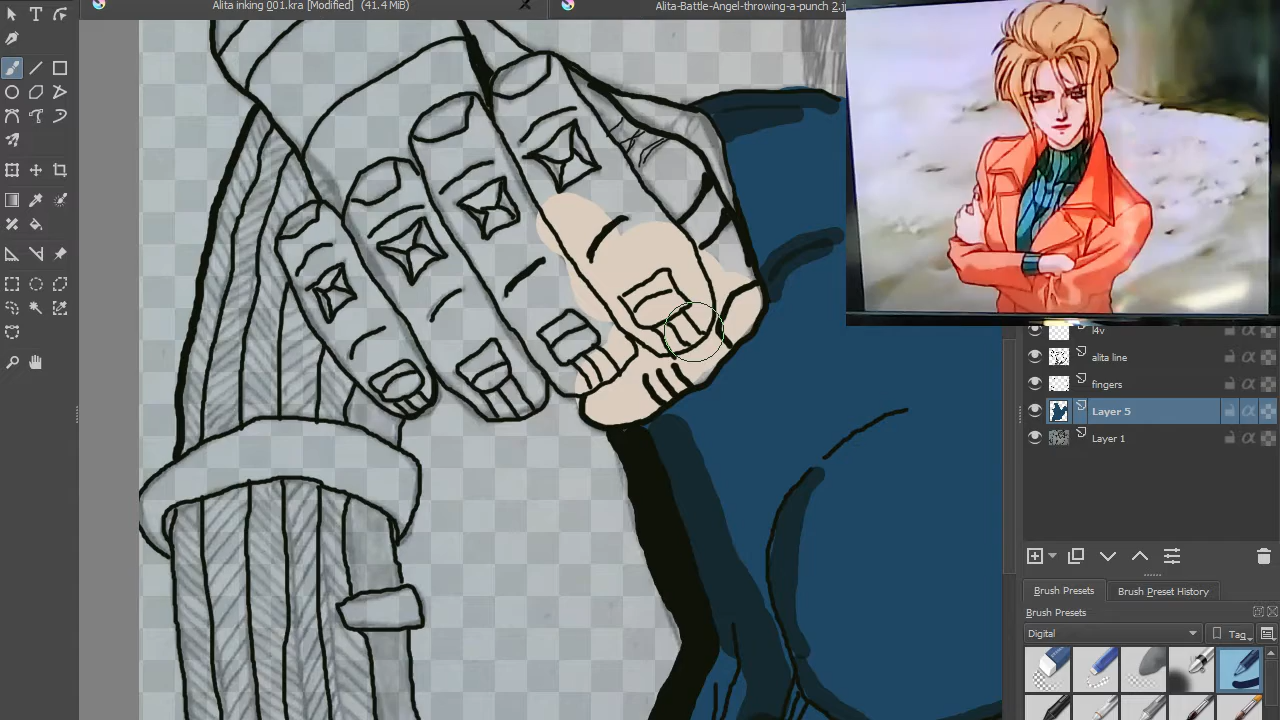 Alita inking 001.kra [Modified] (41.4 MiB)
Alita-Battle-Angel-throwing-a-punch 2.j
l4v
alita line
fingers
Layer 5
Layer 1
Brush Presets
Brush Preset History
Brush Presets
Digital
Tag